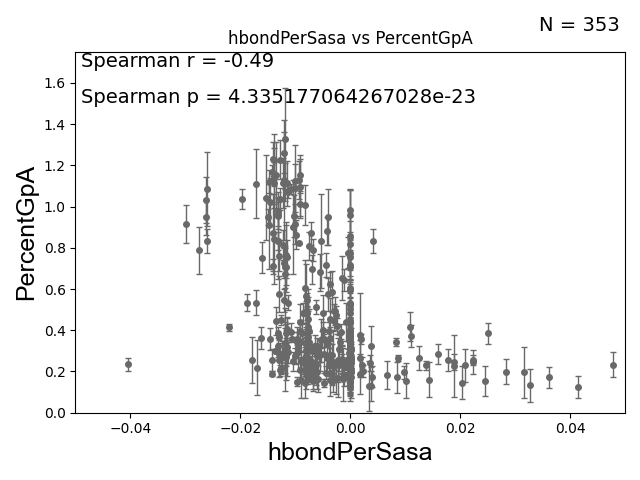 N = 353
hbondPerSasa vs PercentGpA
Spearman r = -0.49
Spearman p = 4.335177064267028e-23
1.6
1.4
1.2
1.0
0.8
0.6
0.4
0.2
0.0
PercentGpA
−0.04 −0.02 0.00 0.02 0.04
hbondPerSasa